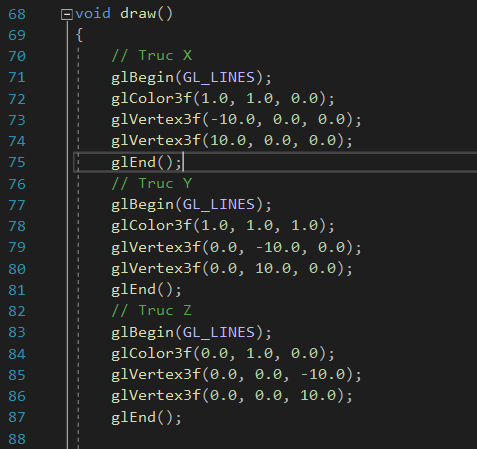 68 void draw()
69 {
70 // Truc X
71 glBegin(GL_LINES);
72 glColor3f(1.0, 1.0, 0.0);
73 glVertex3f(-10.0, 0.0, 0.0);
74 glVertex3f(10.0, 0.0, 0.0);
75 glEnd();
76 // Truc Y
77 glBegin(GL_LINES);
78 glColor3f(1.0, 1.0, 1.0);
79 glVertex3f(0.0, -10.0, 0.0);
80 glVertex3f(0.0, 10.0, 0.0);
81 glEnd();
82 // Truc Z
83 glBegin(GL_LINES);
84 glColor3f(0.0, 1.0, 0.0);
85 glVertex3f(0.0, 0.0, -10.0);
86 glVertex3f(0.0, 0.0, 10.0);
87 glEnd();
88